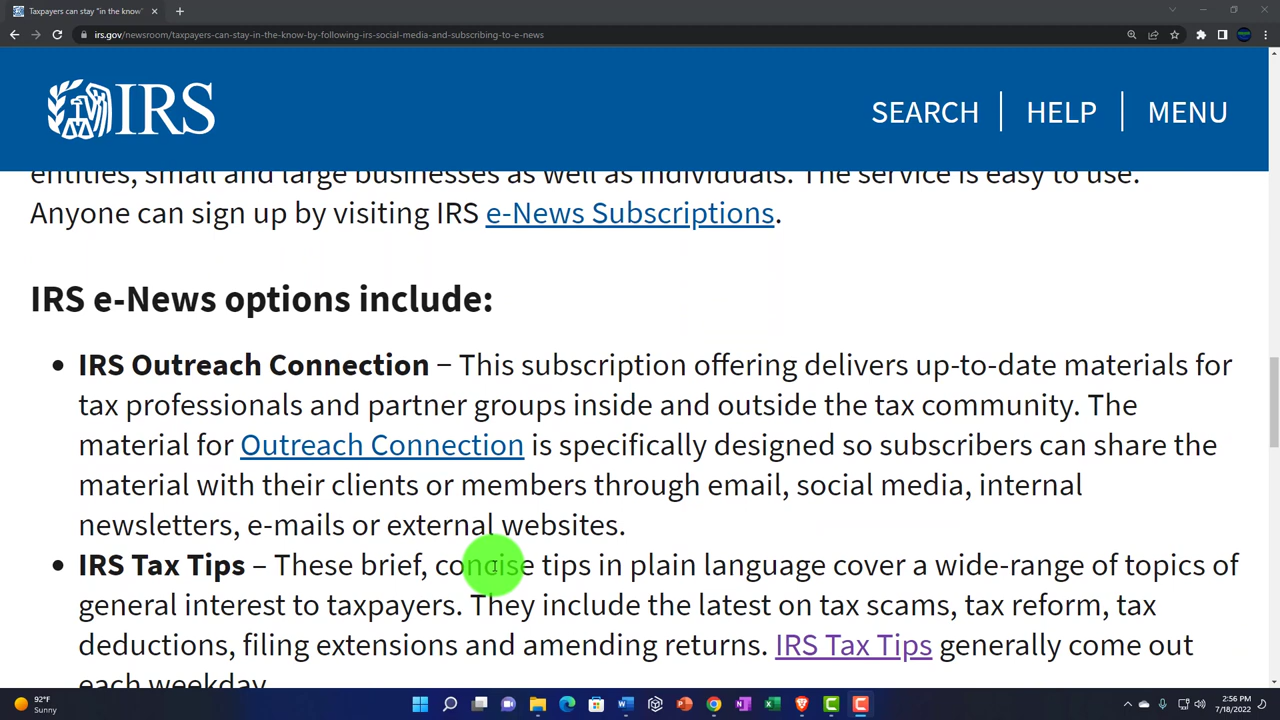 Taxpayers can stay "in the know"
irs.gov/newsroom/taxpayers-can-stay-in-the-know-by-following-irs-social-media-and-subscribing-to-e-news
IRS
SEARCH
HELP
MENU
entities, small and large businesses as well as individuals. The service is easy to use.
Anyone can sign up by visiting IRS e-News Subscriptions.
IRS e-News options include:
• IRS Outreach Connection – This subscription offering delivers up-to-date materials for
tax professionals and partner groups inside and outside the tax community. The
material for Outreach Connection is specifically designed so subscribers can share the
material with their clients or members through email, social media, internal
newsletters, e-mails or external websites.
• IRS Tax Tips – These brief, concise tips in plain language cover a wide-range of topics of
general interest to taxpayers. They include the latest on tax scams, tax reform, tax
deductions, filing extensions and amending returns. IRS Tax Tips generally come out
each weekday
92°F
Sunny
2:56 PM
7/18/2022